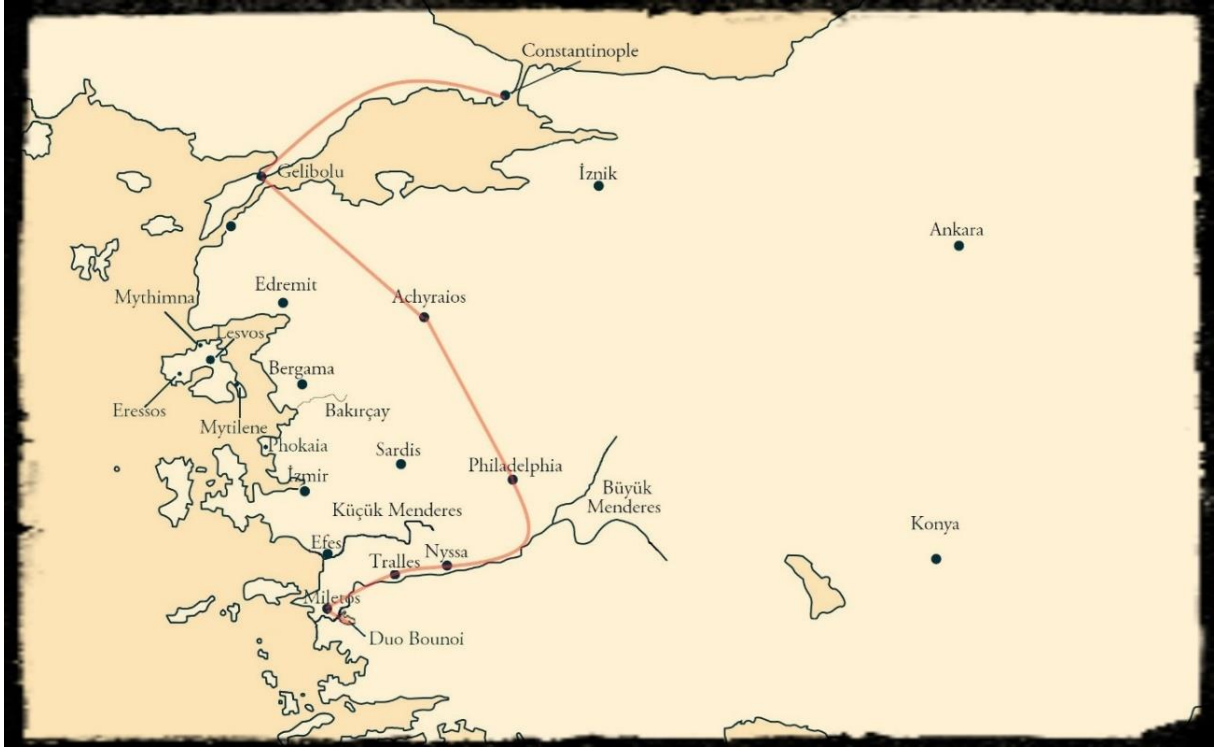 Constantinople
Gelibolu
İznik
Ankara
Edremit
Achyraios
Mythimna
Lesvos
Bergama
Eressos
Bakırçay
Mytilene
Phokaia
Sardis
Philadelphia
İzmir
Büyük
Menderes
Küçük Menderes
Konya
Efes
Nyssa
Tralles
Miletos
Duo Bounoi